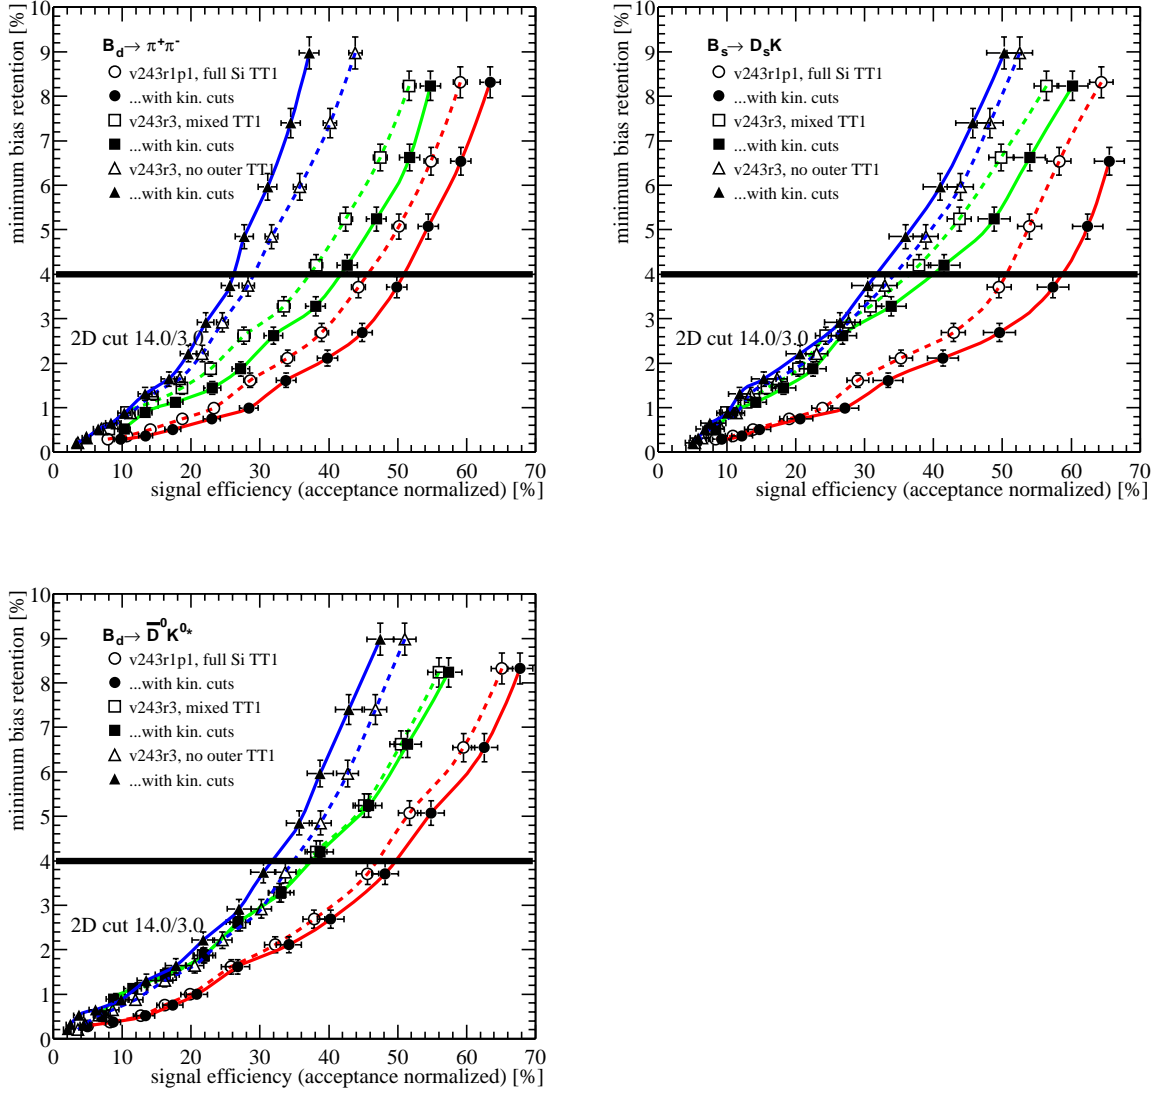 minimum bias retention [%]
10
9
8
7
6
5
4
3
2
1
0
B_d → π⁺π⁻
v243r1p1, full Si TT1
...with kin. cuts
v243r3, mixed TT1
...with kin. cuts
v243r3, no outer TT1
...with kin. cuts
2D cut 14.0/3.0
0 10 20 30 40 50 60 70
signal efficiency (acceptance normalized) [%]
minimum bias retention [%]
10
9
8
7
6
5
4
3
2
1
0
B_s → D_sK
v243r1p1, full Si TT1
...with kin. cuts
v243r3, mixed TT1
...with kin. cuts
v243r3, no outer TT1
...with kin. cuts
2D cut 14.0/3.0
0 10 20 30 40 50 60 70
signal efficiency (acceptance normalized) [%]
minimum bias retention [%]
10
9
8
7
6
5
4
3
2
1
0
B_d → D̅⁰K⁰*
v243r1p1, full Si TT1
...with kin. cuts
v243r3, mixed TT1
...with kin. cuts
v243r3, no outer TT1
...with kin. cuts
2D cut 14.0/3.0
0 10 20 30 40 50 60 70
signal efficiency (acceptance normalized) [%]